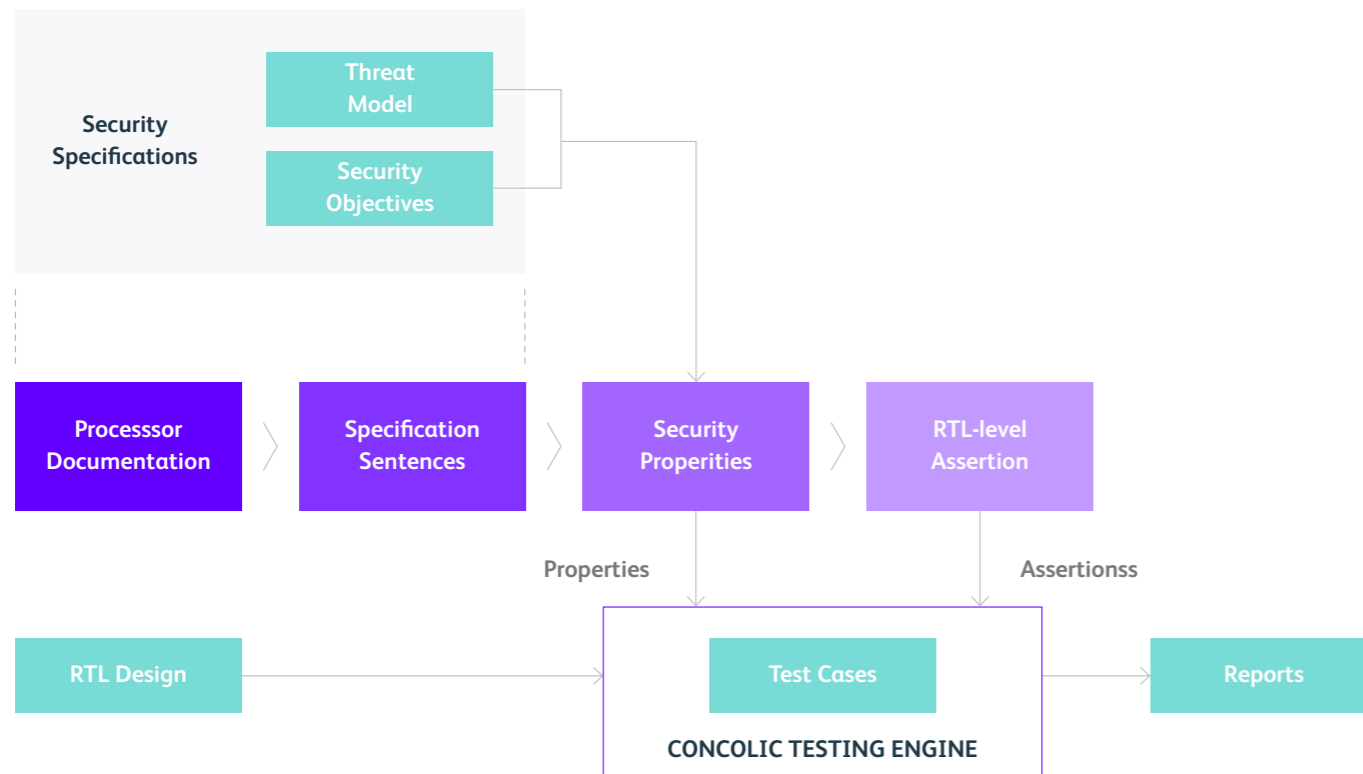 Threat
Model
Security
Specifications
Security
Objectives
Processsor
Documentation
Specification
Sentences
Security
Properities
RTL-level
Assertion
Properties
Assertionss
RTL Design
Test Cases
Reports
CONCOLIC TESTING ENGINE